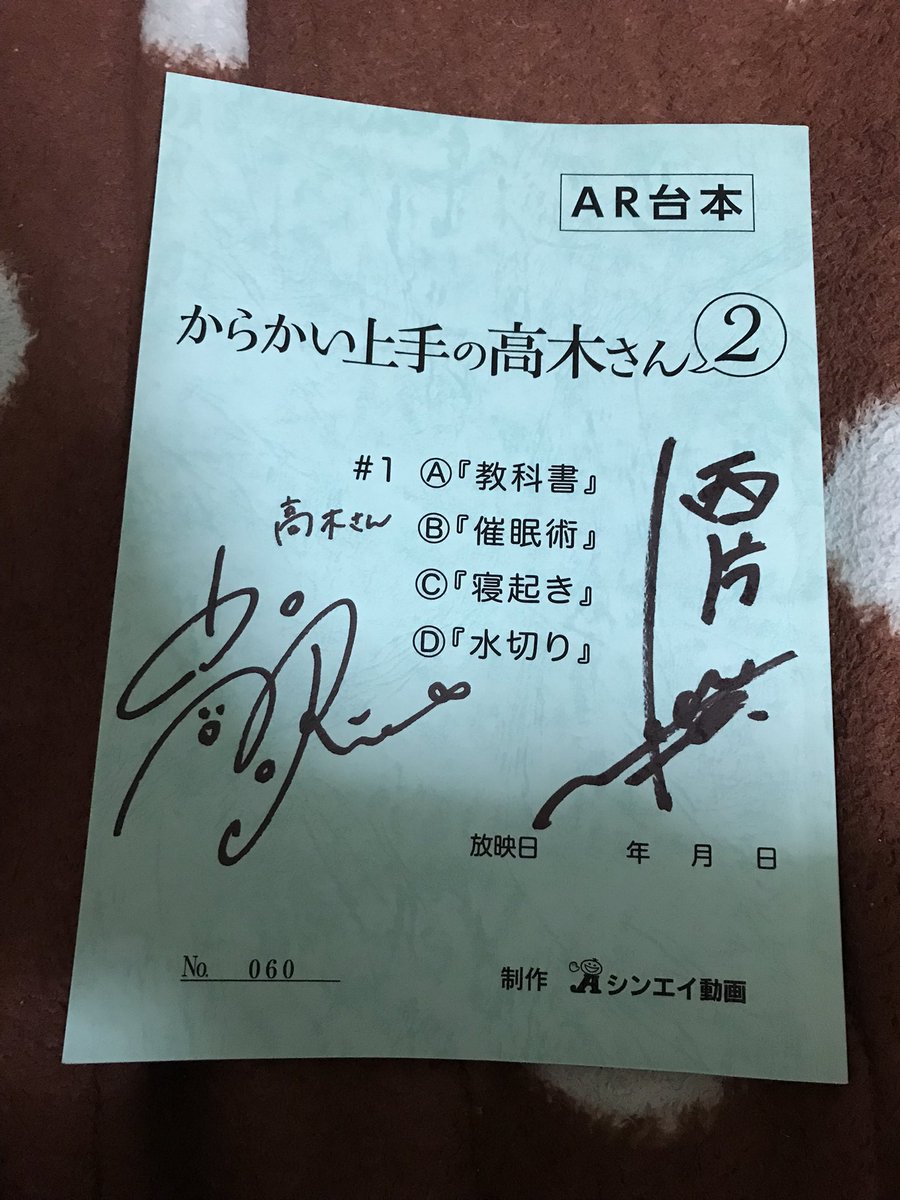 AR台本
からかい上手の高木さん2
#1 Ⓐ『教科書』
Ⓑ『催眠術』
Ⓒ『寝起き』
Ⓓ『水切り』
高木さん
西片
放映日 年 月 日
No. 060
制作 シンエイ動画